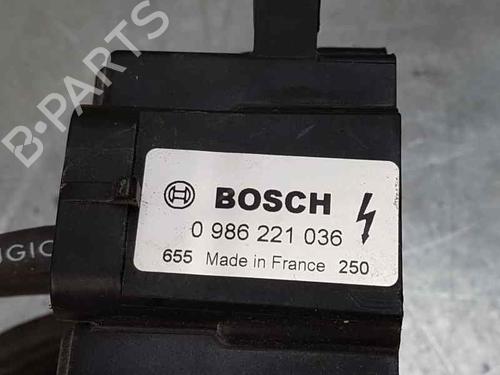 B-PARTS
BOSCH
0 986 221 036
655 Made in France 250